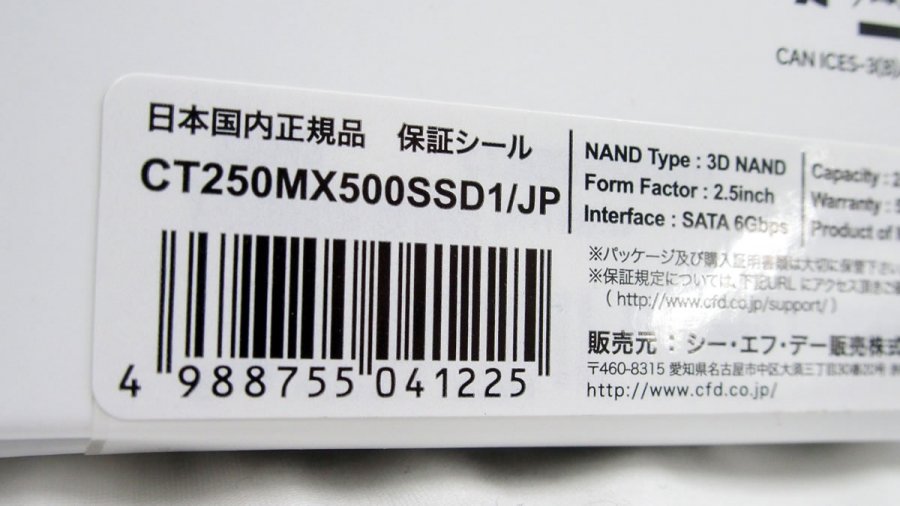 CAN ICES-3(B)
日本国内正規品 保証シール
CT250MX500SSD1/JP
NAND Type : 3D NAND
Form Factor : 2.5inch
Interface : SATA 6Gbps
Capacity : 2
Warranty : 5
Product of
※パッケージ及び購入証明書類は大切に保管下さい
※保証規定については、下記URLにアクセス頂きご確
( http://www.cfd.co.jp/support/ )
販売元 : シー・エフ・デー販売株式
〒460-8315 愛知県名古屋市中区大須三丁目30番20号
http://www.cfd.co.jp/
4 988755 041225